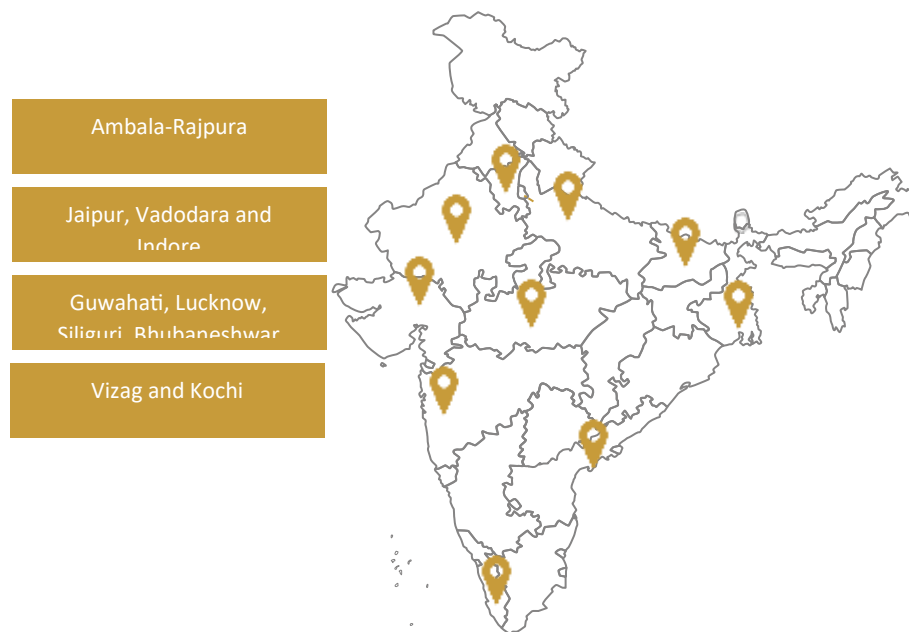 Ambala-Rajpura
Jaipur, Vadodara and
Indore
Guwahati, Lucknow,
Siliguri, Bhubaneshwar
Vizag and Kochi